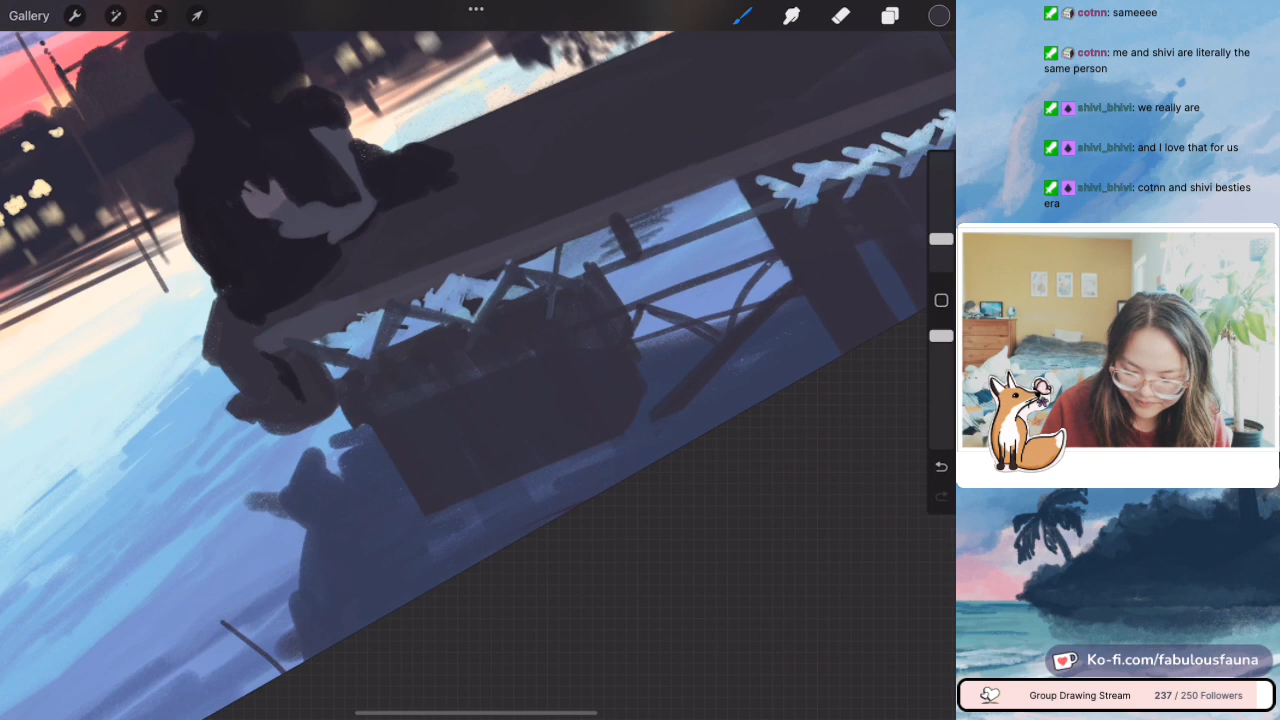 Gallery
cotnn: sameeee
cotnn: me and shivi are literally the
same person
shivi_bhivi: we really are
shivi_bhivi: and I love that for us
shivi_bhivi: cotnn and shivi besties
era
Ko-fi.com/fabulousfauna
Group Drawing Stream 237 / 250 Followers